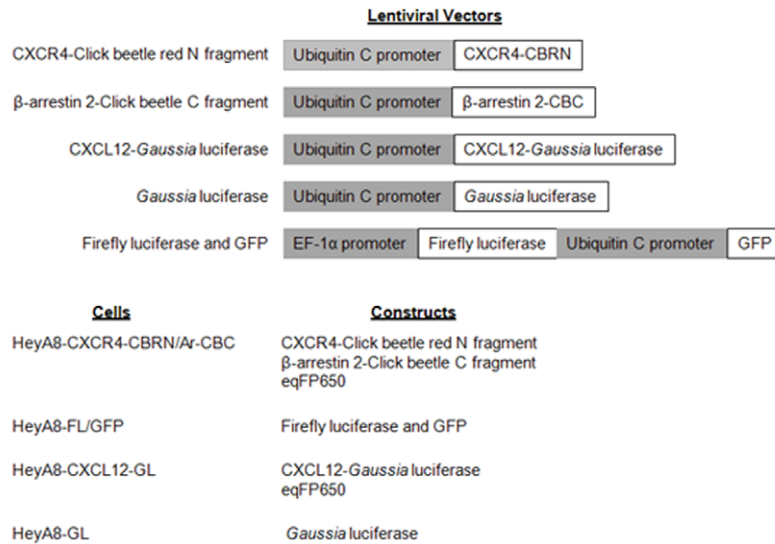 Lentiviral Vectors
CXCR4-Click beetle red N fragment Ubiquitin C promoter CXCR4-CBRN
β-arrestin 2-Click beetle C fragment Ubiquitin C promoter β-arrestin 2-CBC
CXCL12-Gaussia luciferase Ubiquitin C promoter CXCL12-Gaussia luciferase
Gaussia luciferase Ubiquitin C promoter Gaussia luciferase
Firefly luciferase and GFP EF-1α promoter Firefly luciferase Ubiquitin C promoter GFP
Cells Constructs
HeyA8-CXCR4-CBRN/Ar-CBC CXCR4-Click beetle red N fragment
β-arrestin 2-Click beetle C fragment
eqFP650
HeyA8-FL/GFP Firefly luciferase and GFP
HeyA8-CXCL12-GL CXCL12-Gaussia luciferase
eqFP650
HeyA8-GL Gaussia luciferase